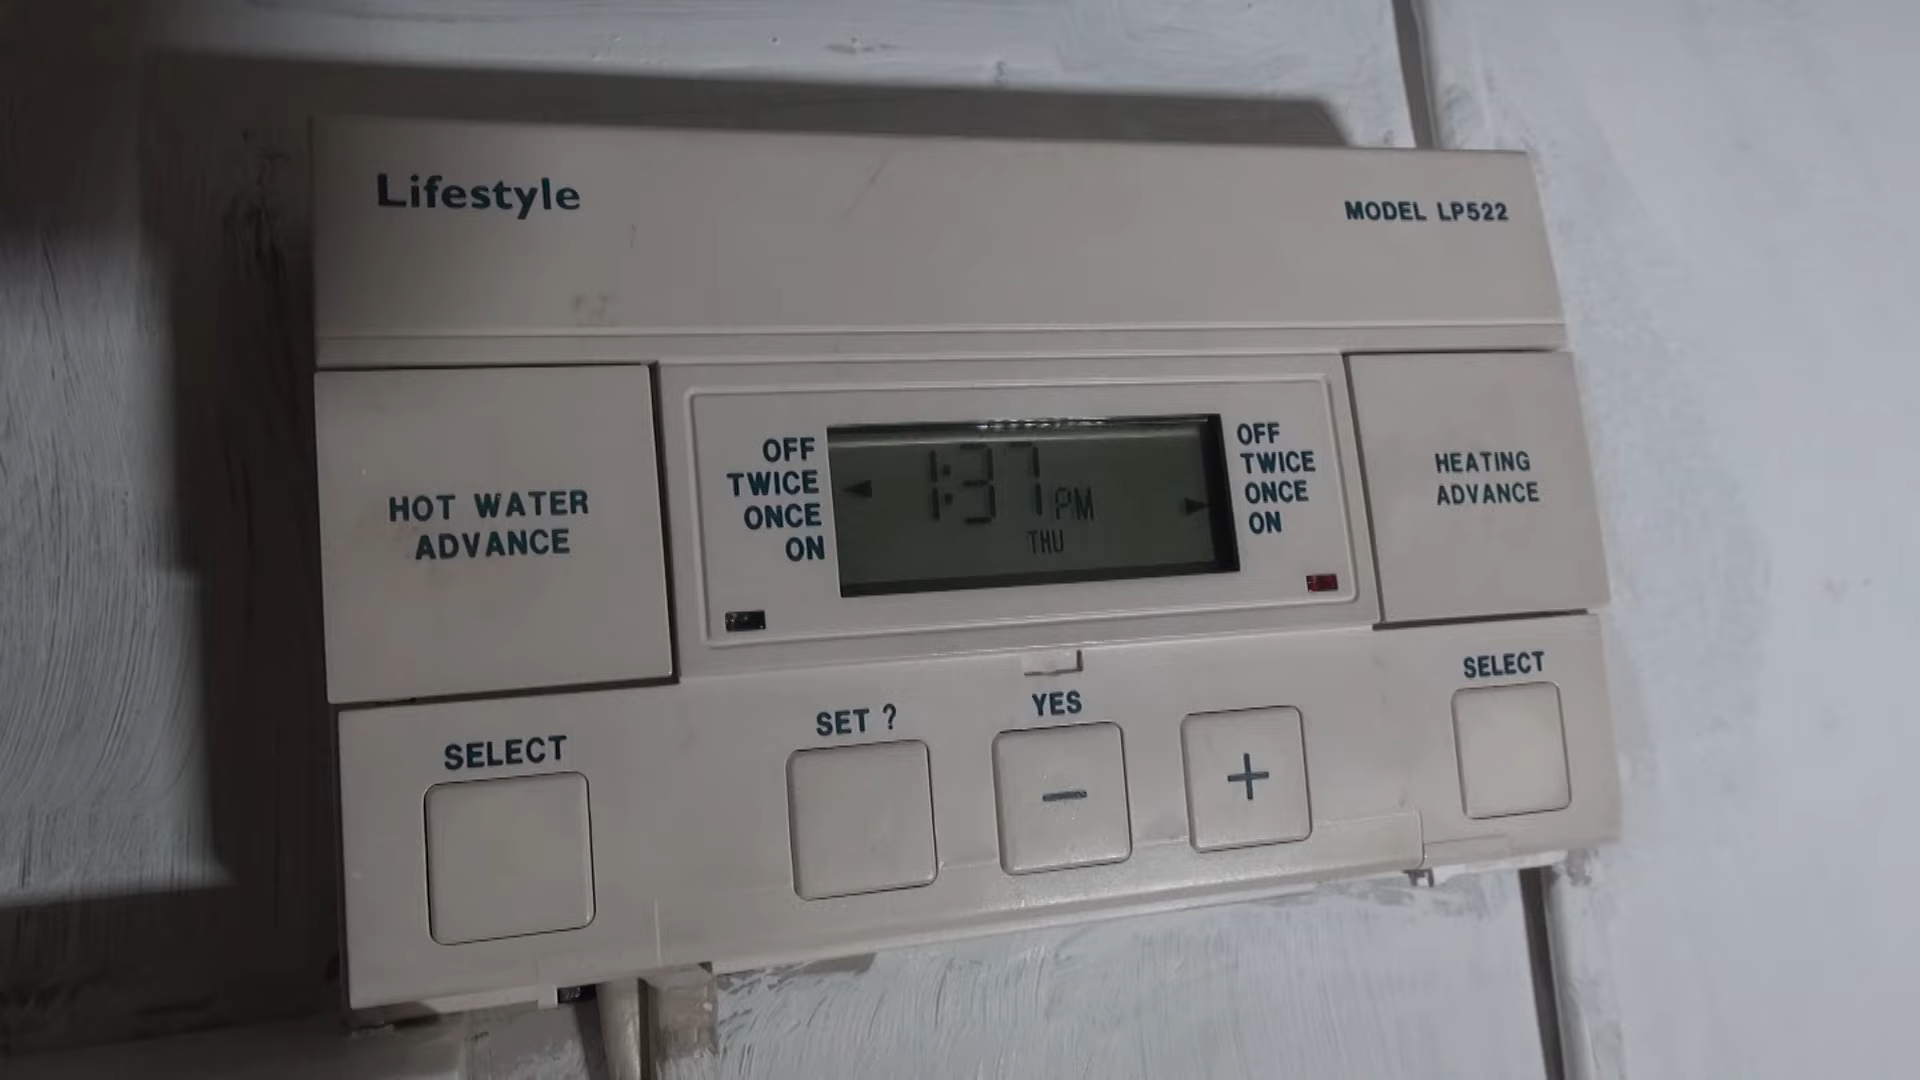 Lifestyle
MODEL LP522
HOT WATER
ADVANCE
OFF
TWICE
ONCE
ON
1:37 PM
THU
OFF
TWICE
ONCE
ON
HEATING
ADVANCE
SELECT
SET ?
YES
−
+
SELECT